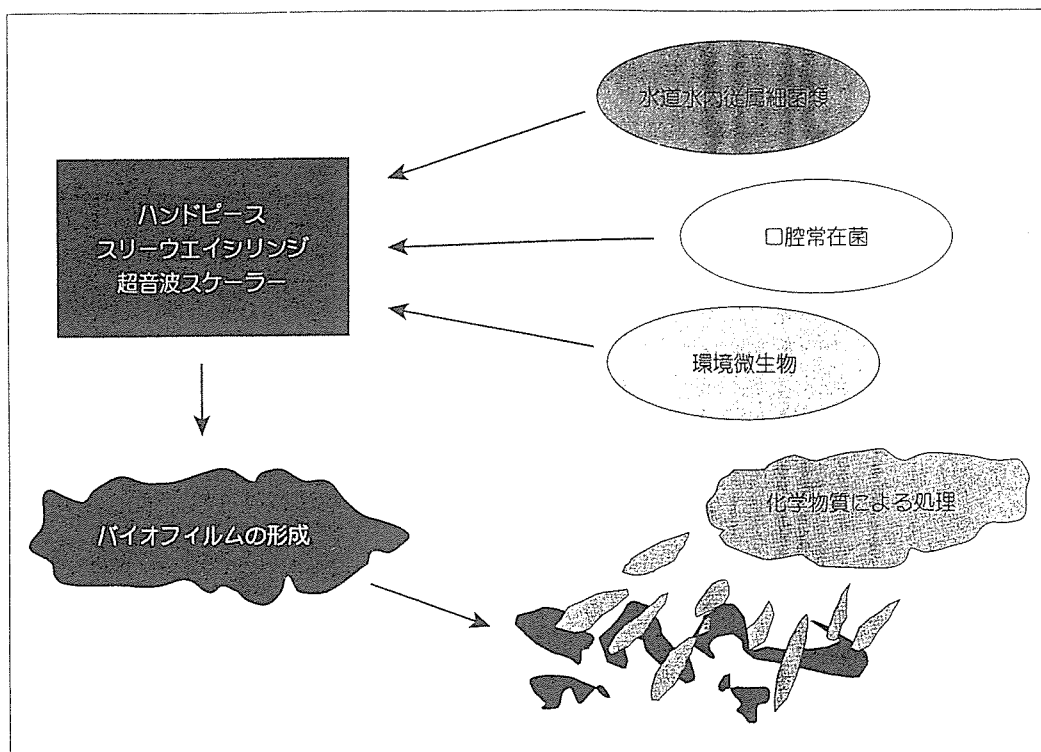 水道水内従属細菌類
ハンドピース
スリーウエイシリンジ
超音波スケーラー
口腔常在菌
環境微生物
バイオフィルムの形成
化学物質による処理